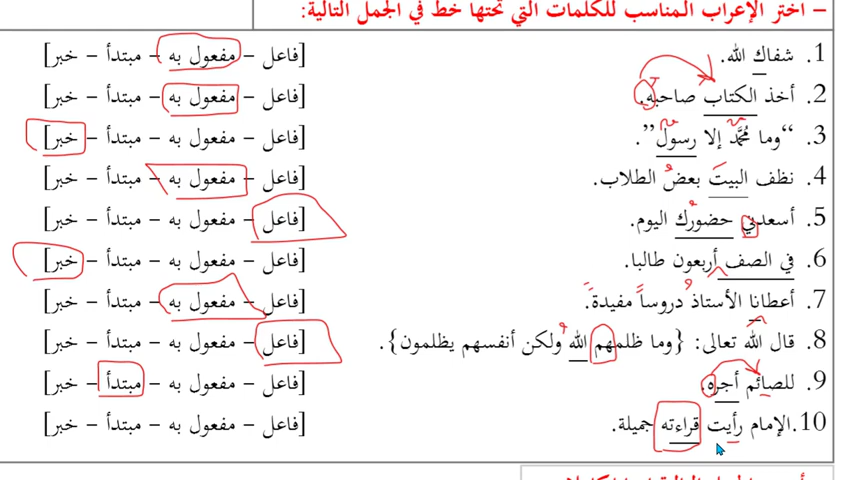 – اختر الإعراب المناسب للكلمات التي تحتها خط في الجمل التالية:
1. شفاك الله. [فاعل – مفعول به – مبتدأ – خبر]
2. أخذ الكتاب صاحبه. [فاعل – مفعول به – مبتدأ – خبر]
3. “وما مُحمَّد إلا رسول”. [فاعل – مفعول به – مبتدأ – خبر]
4. نظف البيت بعض الطلاب. [فاعل – مفعول به – مبتدأ – خبر]
5. أسعدني حضورك اليوم. [فاعل – مفعول به – مبتدأ – خبر]
6. في الصف أربعون طالبا. [فاعل – مفعول به – مبتدأ – خبر]
7. أعطانا الأستاذ دروسا مفيدة. [فاعل – مفعول به – مبتدأ – خبر]
8. قال الله تعالى: {وما ظلمهم الله ولكن أنفسهم يظلمون}. [فاعل – مفعول به – مبتدأ – خبر]
9. للصائم أجره. [فاعل – مفعول به – مبتدأ – خبر]
10. الإمام رأيت قراءته جميلة. [فاعل – مفعول به – مبتدأ – خبر]